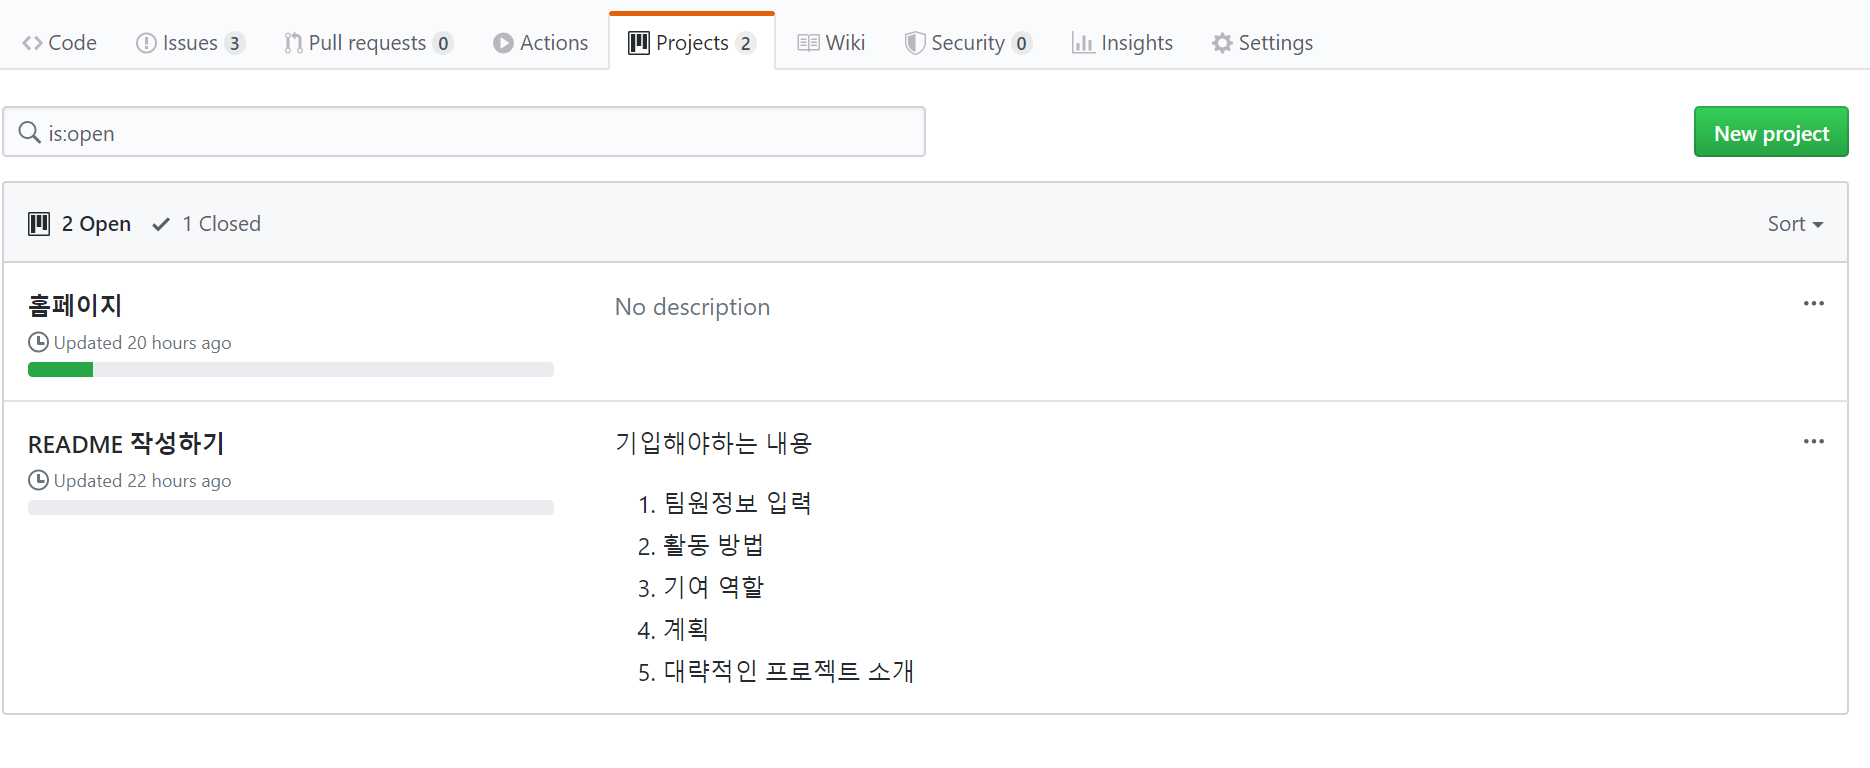 Code Issues 3 Pull requests 0 Actions Projects 2 Wiki Security 0 Insights Settings
is:open New project
2 Open 1 Closed Sort
홈페이지 No description
Updated 20 hours ago
README 작성하기 기입해야하는 내용
Updated 22 hours ago
1. 팀원정보 입력
2. 활동 방법
3. 기여 역할
4. 계획
5. 대략적인 프로젝트 소개